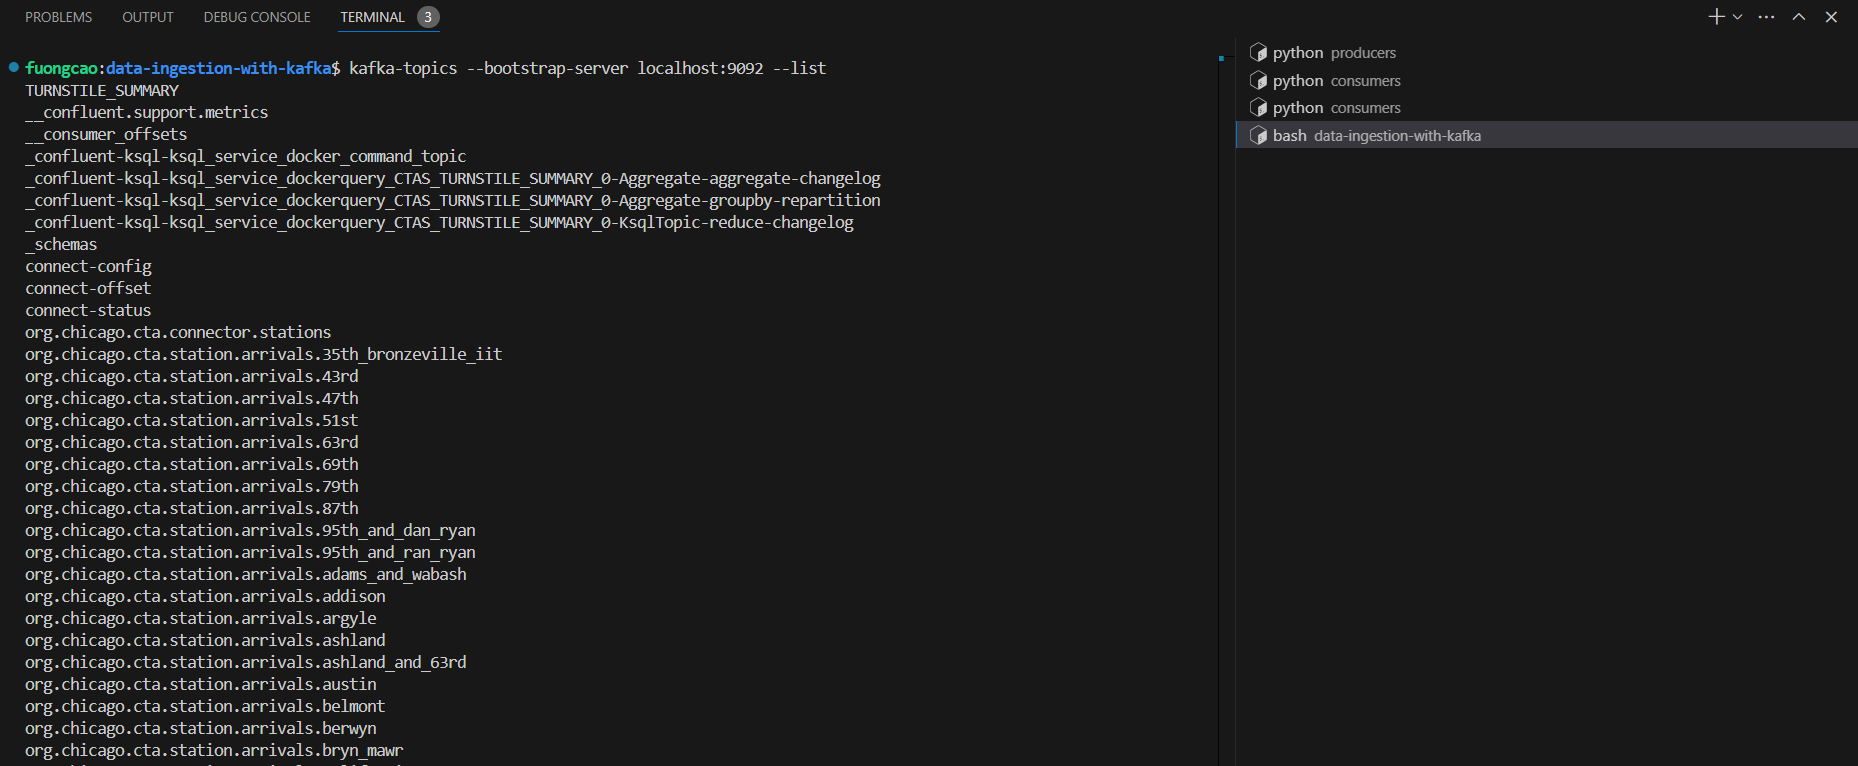 PROBLEMS OUTPUT DEBUG CONSOLE TERMINAL 3
fuongcao:data-ingestion-with-kafka$ kafka-topics --bootstrap-server localhost:9092 --list
TURNSTILE_SUMMARY
__confluent.support.metrics
__consumer_offsets
_confluent-ksql-ksql_service_docker_command_topic
_confluent-ksql-ksql_service_dockerquery_CTAS_TURNSTILE_SUMMARY_0-Aggregate-aggregate-changelog
_confluent-ksql-ksql_service_dockerquery_CTAS_TURNSTILE_SUMMARY_0-Aggregate-groupby-repartition
_confluent-ksql-ksql_service_dockerquery_CTAS_TURNSTILE_SUMMARY_0-KsqlTopic-reduce-changelog
_schemas
connect-config
connect-offset
connect-status
org.chicago.cta.connector.stations
org.chicago.cta.station.arrivals.35th_bronzeville_iit
org.chicago.cta.station.arrivals.43rd
org.chicago.cta.station.arrivals.47th
org.chicago.cta.station.arrivals.51st
org.chicago.cta.station.arrivals.63rd
org.chicago.cta.station.arrivals.69th
org.chicago.cta.station.arrivals.79th
org.chicago.cta.station.arrivals.87th
org.chicago.cta.station.arrivals.95th_and_dan_ryan
org.chicago.cta.station.arrivals.95th_and_ran_ryan
org.chicago.cta.station.arrivals.adams_and_wabash
org.chicago.cta.station.arrivals.addison
org.chicago.cta.station.arrivals.argyle
org.chicago.cta.station.arrivals.ashland
org.chicago.cta.station.arrivals.ashland_and_63rd
org.chicago.cta.station.arrivals.austin
org.chicago.cta.station.arrivals.belmont
org.chicago.cta.station.arrivals.berwyn
org.chicago.cta.station.arrivals.bryn_mawr
python producers
python consumers
python consumers
bash data-ingestion-with-kafka